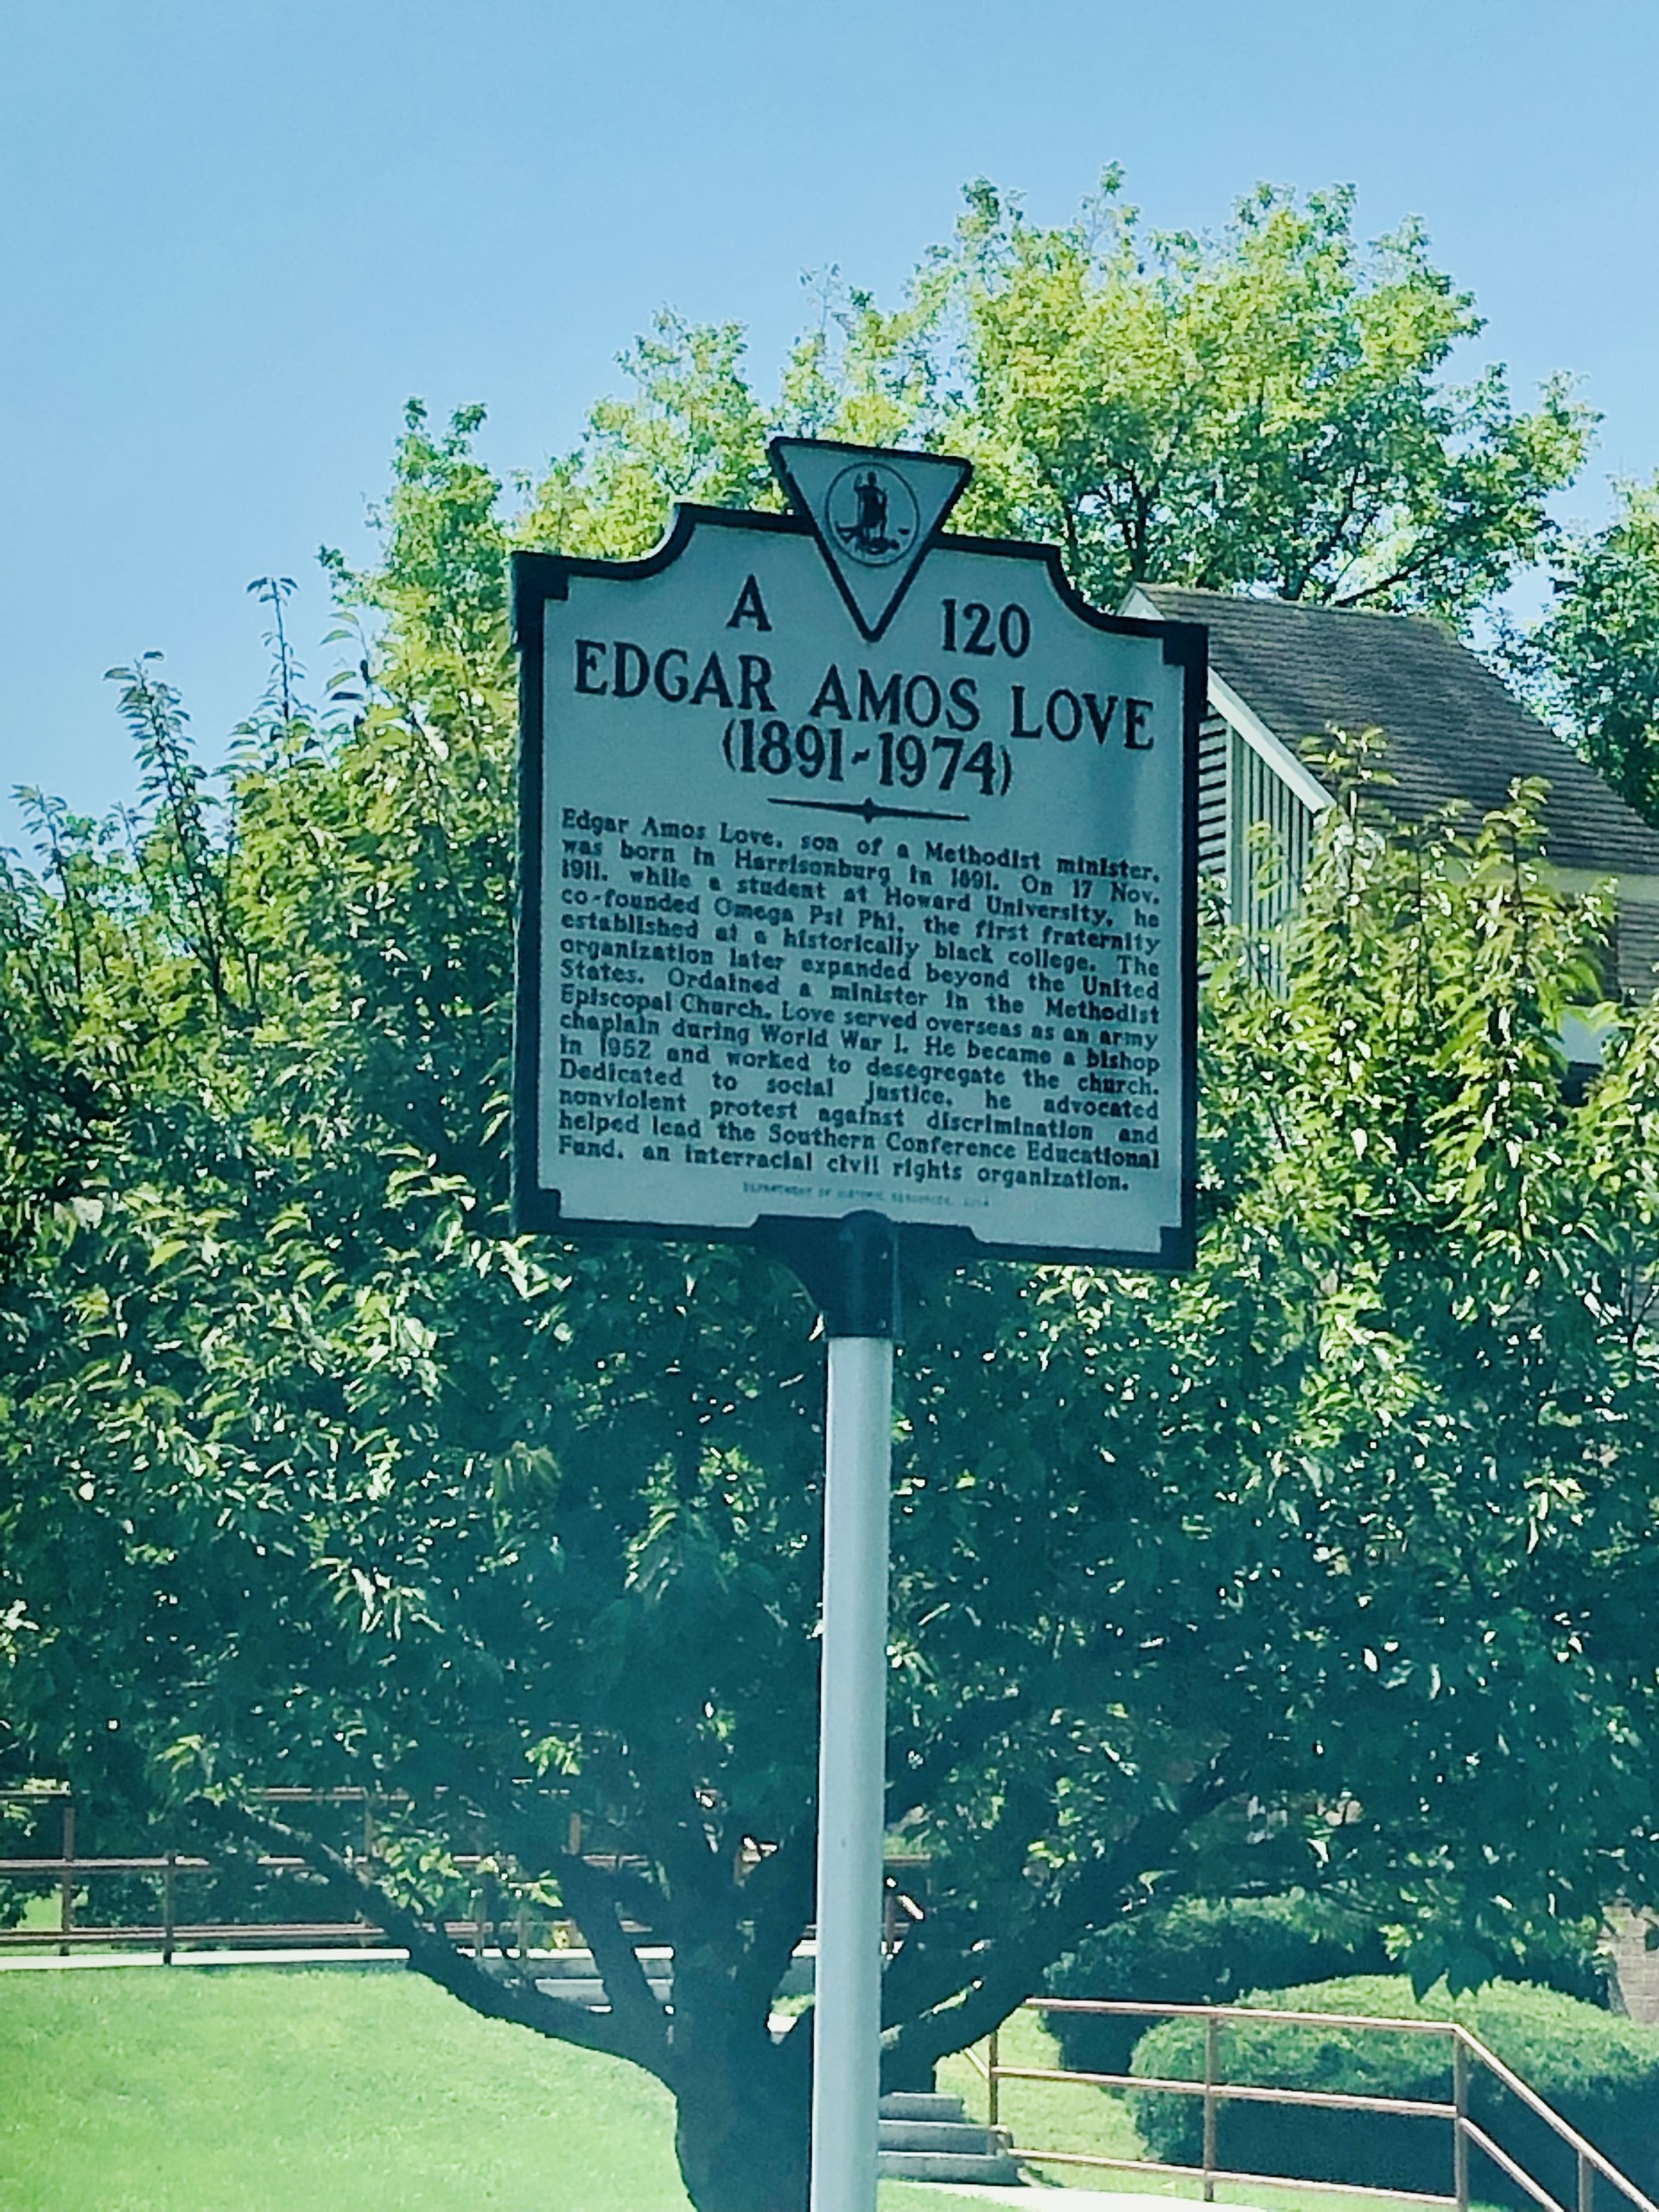 A 120
EDGAR AMOS LOVE
(1891-1974)
Edgar Amos Love, son of a Methodist minister,
was born in Harrisonburg in 1891. On 17 Nov.
1911, while a student at Howard University, he
co-founded Omega Psi Phi, the first fraternity
established at a historically black college. The
organization later expanded beyond the United
States. Ordained a minister in the Methodist
Episcopal Church, Love served overseas as an army
chaplain during World War I. He became a bishop
in 1952 and worked to desegregate the church.
Dedicated to social justice, he advocated
nonviolent protest against discrimination and
helped lead the Southern Conference Educational
Fund, an interracial civil rights organization.
DEPARTMENT OF HISTORIC RESOURCES,